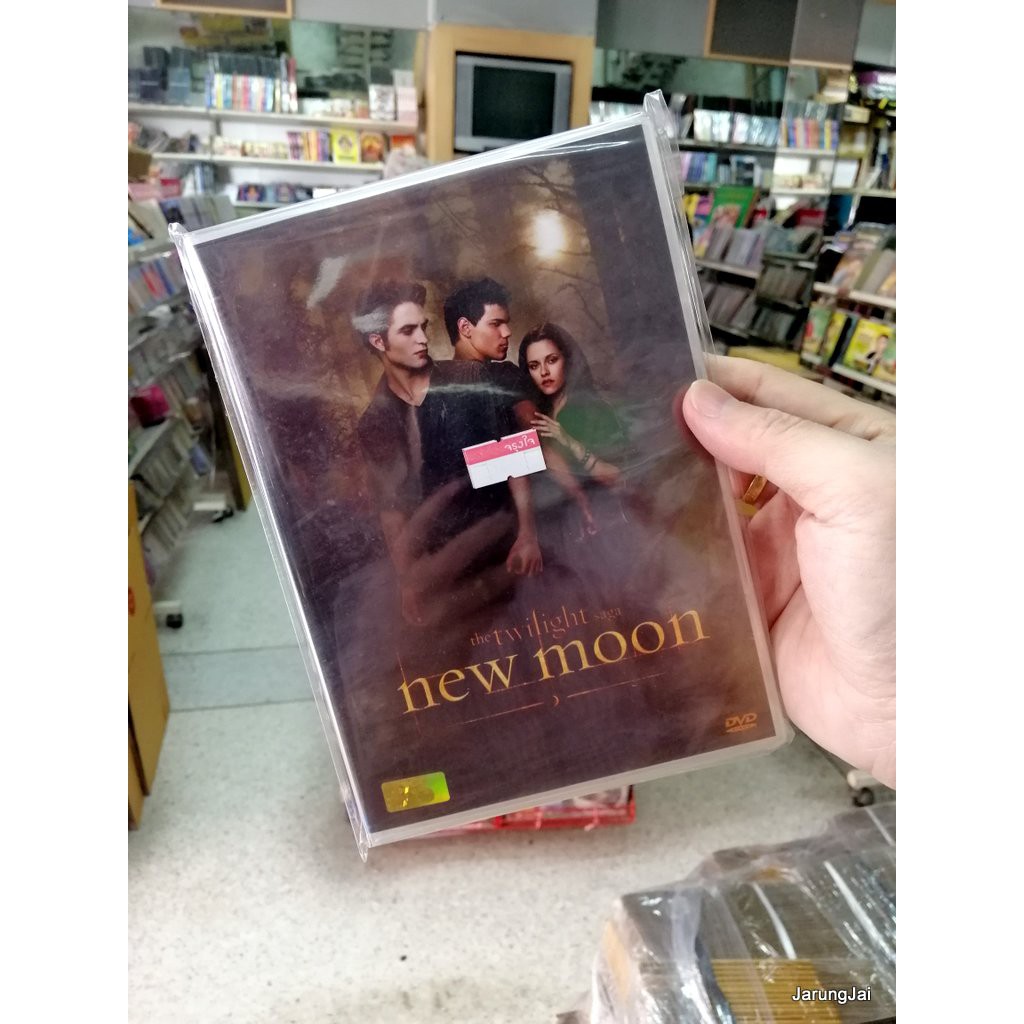 จรุงใจ
the twilight saga
new moon
DVD
JarungJai